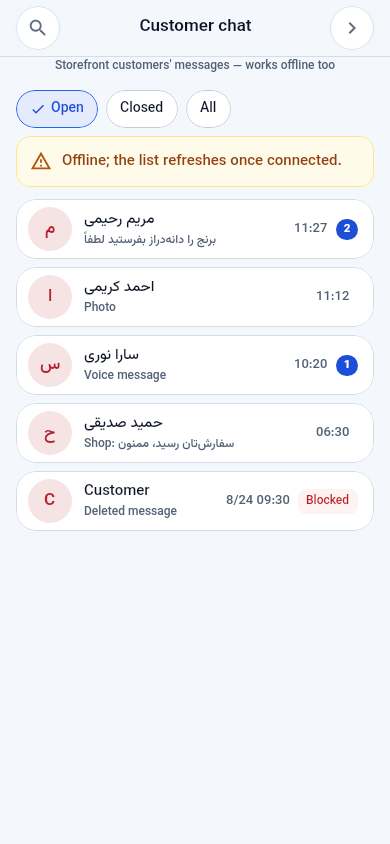 Customer chat
Storefront customers' messages — works offline too
Open
Closed
All
Offline; the list refreshes once connected.
م
مریم رحیمی
برنج را دانه‌دراز بفرستید لطفاً
11:27
2
ا
احمد کریمی
Photo
11:12
س
سارا نوری
Voice message
10:20
1
ح
حمید صدیقی
Shop: سفارش‌تان رسید، ممنون
06:30
C
Customer
Deleted message
8/24 09:30
Blocked